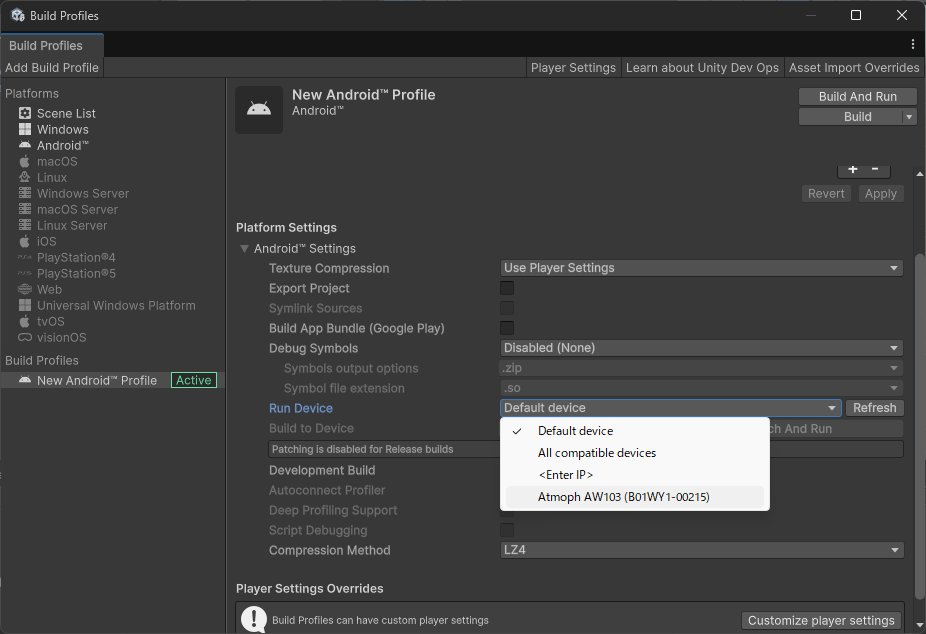 Build Profiles
Build Profiles
Add Build Profile
Player Settings
Learn about Unity Dev Ops
Asset Import Overrides
Platforms
Scene List
Windows
Android™
macOS
Linux
Windows Server
macOS Server
Linux Server
iOS
PlayStation®4
PlayStation®5
Web
Universal Windows Platform
tvOS
visionOS
Build Profiles
New Android™ Profile Active
New Android™ Profile
Android™
Build And Run
Build
+ -
Revert Apply
Platform Settings
Android™ Settings
Texture Compression Use Player Settings
Export Project
Symlink Sources
Build App Bundle (Google Play)
Debug Symbols Disabled (None)
Symbols output options .zip
Symbol file extension .so
Run Device Default device Refresh
Build to Device ch And Run
Patching is disabled for Release builds
Default device
All compatible devices
<Enter IP>
Atmoph AW103 (B01WY1-00215)
Development Build
Autoconnect Profiler
Deep Profiling Support
Script Debugging
Compression Method LZ4
Player Settings Overrides
! Build Profiles can have custom player settings
Customize player settings